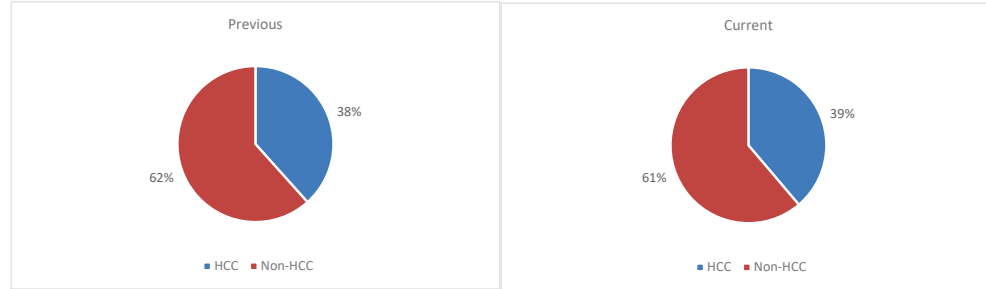 Previous
38%
62%
HCC Non-HCC
Current
39%
61%
HCC Non-HCC